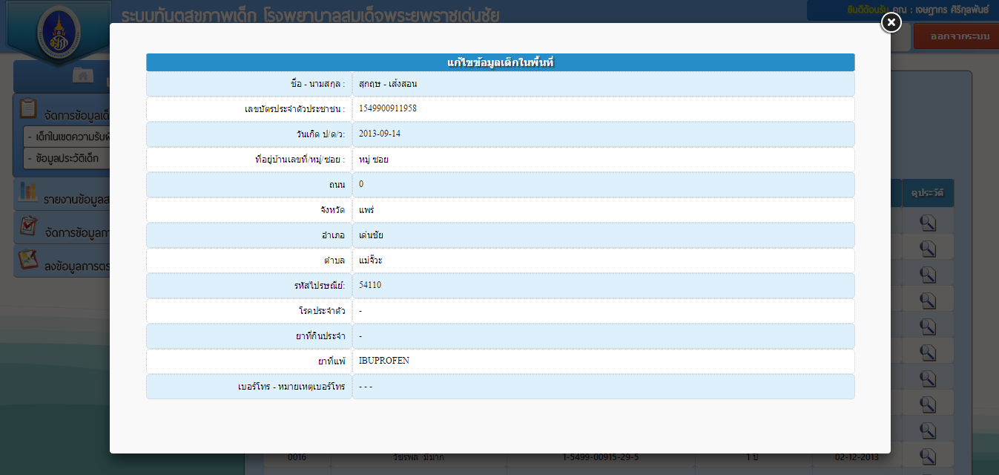 ระบบทันตสุขภาพเด็ก โรงพยาบาลสมเด็จพระยุพราชเด่นชัย
ยินดีต้อนรับ คุณ : เจษฎากร ศิริกุลพันธ์
ออกจากระบบ
แก้ไขข้อมูลเด็กในพื้นที่
ชื่อ - นามสกุล : สุกฤษ - เส้งสอน
เลขบัตรประจำตัวประชาชน : 1549900911958
วันเกิด ป/ด/ว: 2013-09-14
ที่อยู่บ้านเลขที่/หมู่/ซอย : หมู่ ซอย
ถนน 0
จังหวัด แพร่
อำเภอ เด่นชัย
ตำบล แม่จั๊วะ
รหัสไปรษณีย์: 54110
โรคประจำตัว -
ยาที่กินประจำ -
ยาที่แพ้ IBUPROFEN
เบอร์โทร - หมายเหตุเบอร์โทร - - -
จัดการข้อมูลเด็
- เด็กในเขตความรับผิ
- ข้อมูลประวัติเด็ก
รายงานข้อมูลส
จัดการข้อมูลกา
ลงข้อมูลการตร
ดูประวัติ
0016 วัชรพล มีมาก 1-5499-00915-29-5 1 ปี 02-12-2013